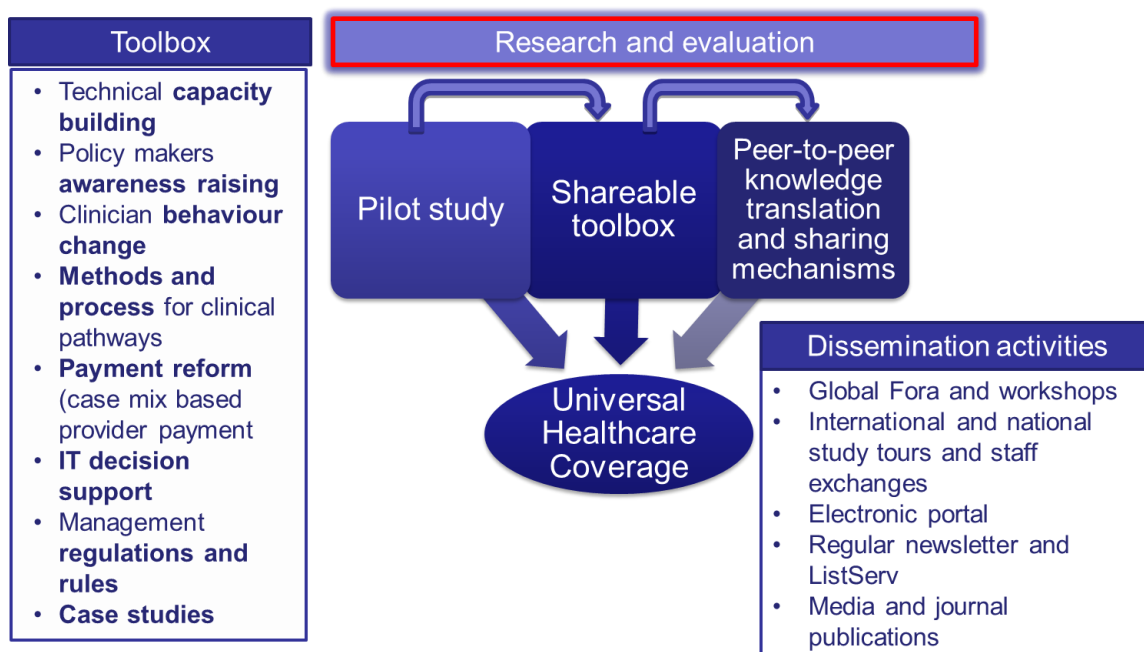 Toolbox
• Technical capacity
building
• Policy makers
awareness raising
• Clinician behaviour
change
• Methods and
process for clinical
pathways
• Payment reform
(case mix based
provider payment
• IT decision
support
• Management
regulations and
rules
• Case studies
Research and evaluation
Pilot study
Shareable
toolbox
Peer-to-peer
knowledge
translation
and sharing
mechanisms
Universal
Healthcare
Coverage
Dissemination activities
• Global Fora and workshops
• International and national
study tours and staff
exchanges
• Electronic portal
• Regular newsletter and
ListServ
• Media and journal
publications